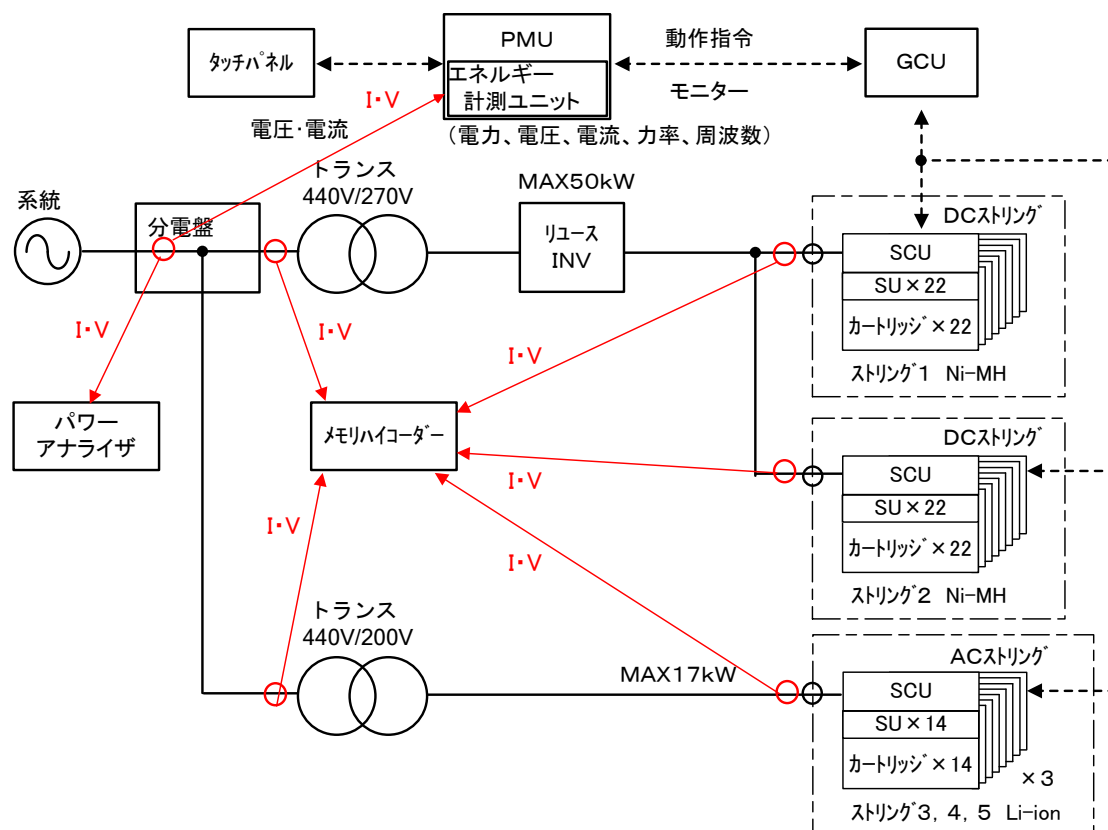 PMU
動作指令
タッチパネル
GCU
エネルギー
計測ユニット
I・V
モニター
電圧・電流
(電力、電圧、電流、力率、周波数)
トランス
440V/270V
MAX50kW
系統
分電盤
リユース
INV
DCストリング
SCU
SU×22
カートリッジ×22
ストリング1 Ni-MH
I・V
I・V
I・V
パワー
アナライザ
メモリハイコーダー
DCストリング
SCU
SU×22
カートリッジ×22
ストリング2 Ni-MH
I・V
I・V
I・V
トランス
440V/200V
MAX17kW
ACストリング
SCU
SU×14
カートリッジ×14
×3
ストリング3, 4, 5 Li-ion